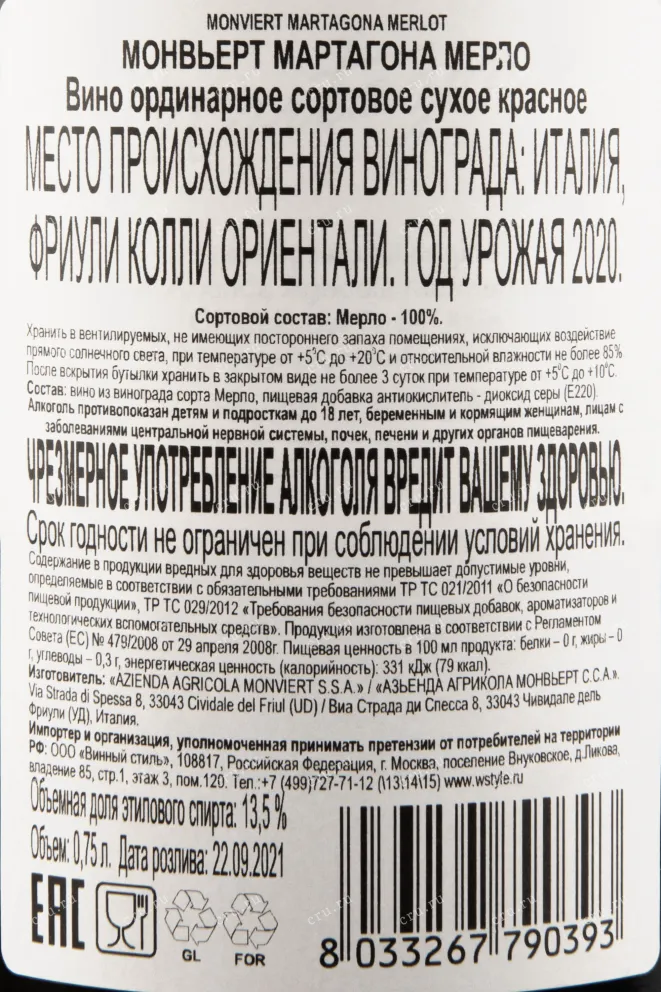 MONVIERT MARTAGONA MERLOT
МОНВЬЕРТ МАРТАГОНА МЕРЛО
Вино ординарное сортовое сухое красное
МЕСТО ПРОИСХОЖДЕНИЯ ВИНОГРАДА: ИТАЛИЯ,
ФРИУЛИ КОЛЛИ ОРИЕНТАЛИ. ГОД УРОЖАЯ 2020.
Сортовой состав: Мерло - 100%.
Хранить в вентилируемых, не имеющих постороннего запаха помещениях, исключающих воздействие
прямого солнечного света, при температуре от +5°С до +20°С и относительной влажности не более 85%
После вскрытия бутылки хранить в закрытом виде не более 3 суток при температуре от +5°С до +10°С.
Состав: вино из винограда сорта Мерло, пищевая добавка антиокислитель - диоксид серы (Е220).
Алкоголь противопоказан детям и подросткам до 18 лет, беременным и кормящим женщинам, лицам с
заболеваниями центральной нервной системы, почек, печени и других органов пищеварения.
ЧРЕЗМЕРНОЕ УПОТРЕБЛЕНИЕ АЛКОГОЛЯ ВРЕДИТ ВАШЕМУ ЗДОРОВЬЮ.
Срок годности не ограничен при соблюдении условий хранения.
Содержание в продукции вредных для здоровья веществ не превышает допустимые уровни,
определяемые в соответствии с обязательными требованиями ТР ТС 021/2011 «О безопасности
пищевой продукции», ТР ТС 029/2012 «Требования безопасности пищевых добавок, ароматизаторов и
технологических вспомогательных средств». Продукция изготовлена в соответствии с Регламентом
Совета (ЕС) № 479/2008 от 29 апреля 2008г. Пищевая ценность в 100 мл продукта: белки – 0 г, жиры – 0
г, углеводы – 0,3 г, энергетическая ценность (калорийность): 331 кДж (79 ккал).
Изготовитель: «AZIENDA AGRICOLA MONVIERT S.S.A.» / «АЗЬЕНДА АГРИКОЛА МОНВЬЕРТ С.С.А.».
Via Strada di Spessa 8, 33043 Cividale del Friul (UD) / Виа Страда ди Спесса 8, 33043 Чивидале дель
Фриули (УД), Италия.
Импортер и организация, уполномоченная принимать претензии от потребителей на территории
РФ: ООО «Винный стиль», 108817, Российская Федерация, г. Москва, поселение Внуковское, д.Ликова,
владение 85, стр.1, этаж 3, пом.120. Тел.:+7 (499)727-71-12 (\13\14\15) www.wstyle.ru
Объемная доля этилового спирта: 13,5 %
Объем: 0,75 л. Дата розлива: 22.09.2021
ЕАС
GL
FOR
8 033267 790393
cru.ru